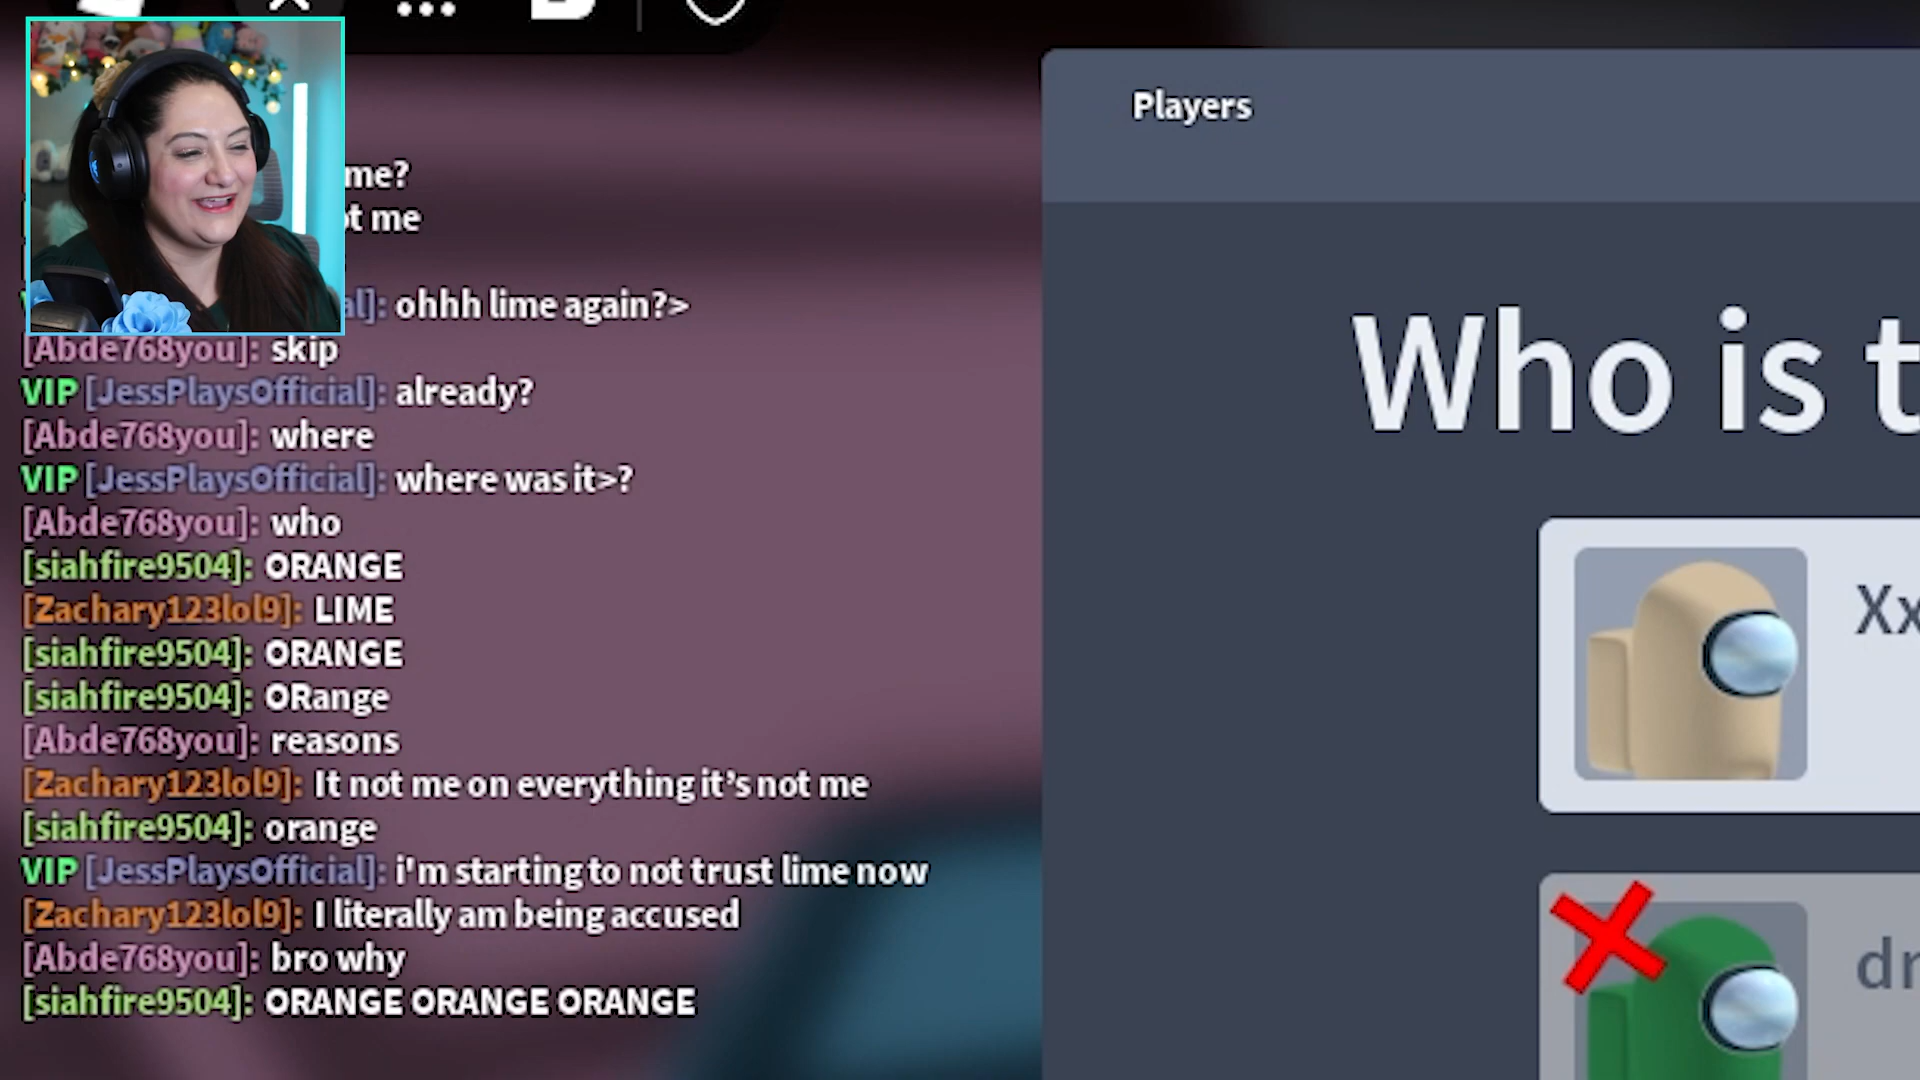 Players
me?
t me
al]: ohhh lime again?>
[Abde768you]: skip
VIP [JessPlaysOfficial]: already?
[Abde768you]: where
VIP [JessPlaysOfficial]: where was it>?
[Abde768you]: who
[siahfire9504]: ORANGE
[Zachary123lol9]: LIME
[siahfire9504]: ORANGE
[siahfire9504]: ORange
[Abde768you]: reasons
[Zachary123lol9]: It not me on everything it's not me
[siahfire9504]: orange
VIP [JessPlaysOfficial]: i'm starting to not trust lime now
[Zachary123lol9]: I literally am being accused
[Abde768you]: bro why
[siahfire9504]: ORANGE ORANGE ORANGE
Who is t
Xx
dr